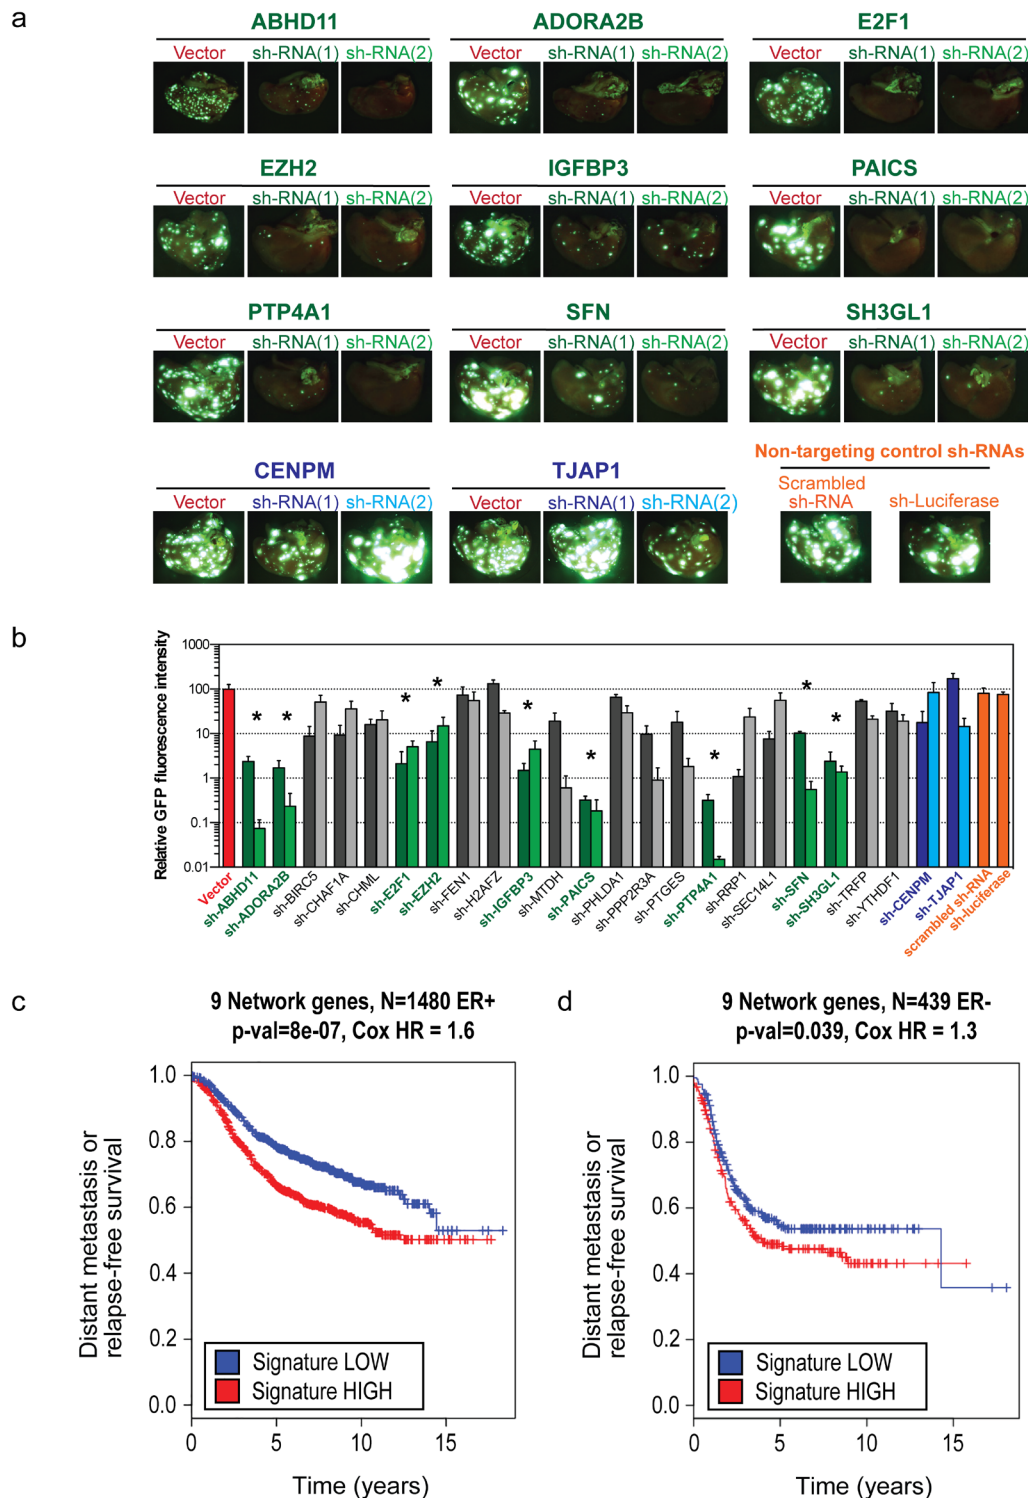 a
ABHD11 ADORA2B E2F1
Vector sh-RNA(1) sh-RNA(2) Vector sh-RNA(1) sh-RNA(2) Vector sh-RNA(1) sh-RNA(2)
EZH2 IGFBP3 PAICS
Vector sh-RNA(1) sh-RNA(2) Vector sh-RNA(1) sh-RNA(2) Vector sh-RNA(1) sh-RNA(2)
PTP4A1 SFN SH3GL1
Vector sh-RNA(1) sh-RNA(2) Vector sh-RNA(1) sh-RNA(2) Vector sh-RNA(1) sh-RNA(2)
CENPM TJAP1 Non-targeting control sh-RNAs
Vector sh-RNA(1) sh-RNA(2) Vector sh-RNA(1) sh-RNA(2) Scrambled
sh-RNA sh-Luciferase
b
Relative GFP fluorescence intensity
1000
100
10
1
0.1
0.01
* * * * * * * * *
Vector
sh-ABHD11
sh-ADORA2B
sh-BIRC5
sh-CHAF1A
sh-CHML
sh-E2F1
sh-EZH2
sh-FEN1
sh-H2AFZ
sh-IGFBP3
sh-MTDH
sh-PAICS
sh-PHLDA1
sh-PPP2R3A
sh-PTGES
sh-PTP4A1
sh-RRP1
sh-SEC14L1
sh-SFN
sh-SH3GL1
sh-TRFP
sh-YTHDF1
sh-CENPM
sh-TJAP1
scrambled sh-RNA
sh-luciferase
c
9 Network genes, N=1480 ER+
p-val=8e-07, Cox HR = 1.6
Distant metastasis or
relapse-free survival
1.0
0.8
0.6
0.4
0.2
0.0
Signature LOW
Signature HIGH
0 5 10 15
Time (years)
d
9 Network genes, N=439 ER-
p-val=0.039, Cox HR = 1.3
Distant metastasis or
relapse-free survival
1.0
0.8
0.6
0.4
0.2
0.0
Signature LOW
Signature HIGH
0 5 10 15
Time (years)